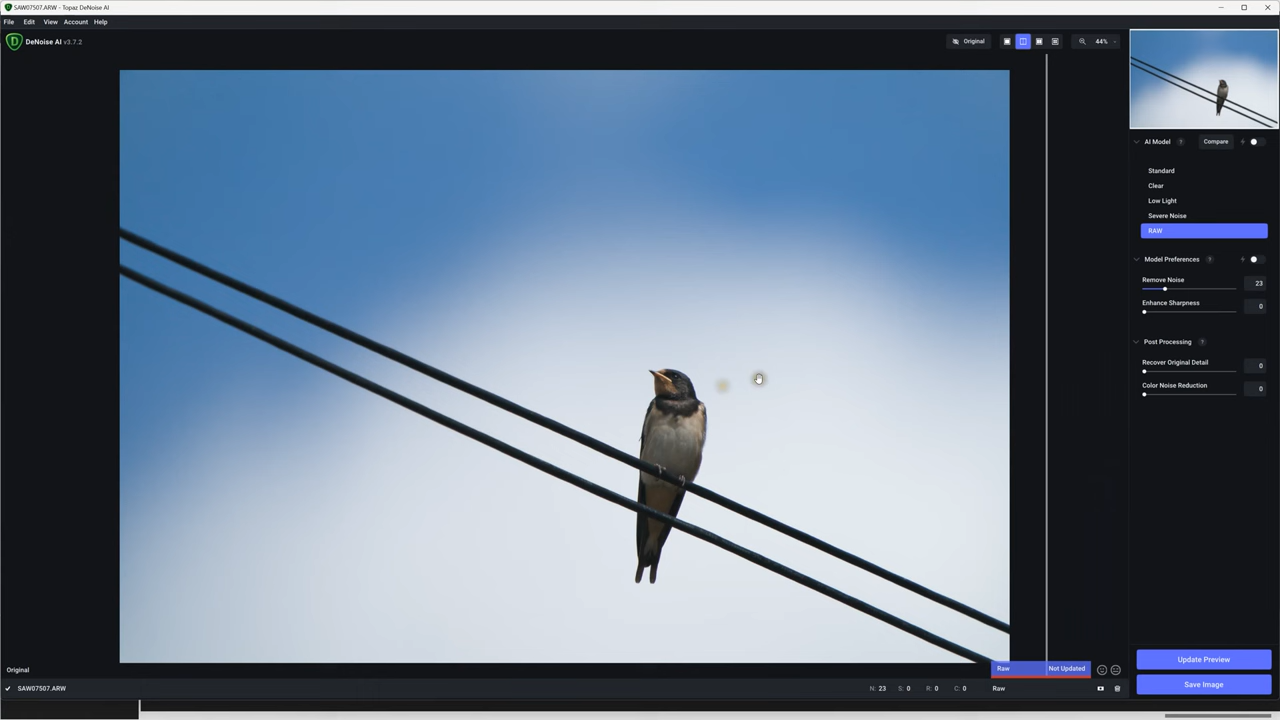 SAW07507.ARW - Topaz DeNoise AI
File Edit View Account Help
DeNoise AI v3.7.2
Original
44%
AI Model ? Compare
Standard
Clear
Low Light
Severe Noise
RAW
Model Preferences ?
Remove Noise 23
Enhance Sharpness 0
Post Processing ?
Recover Original Detail 0
Color Noise Reduction 0
Update Preview
Original Raw Not Updated
Save Image
SAW07507.ARW N: 23 S: 0 R: 0 C: 0 Raw